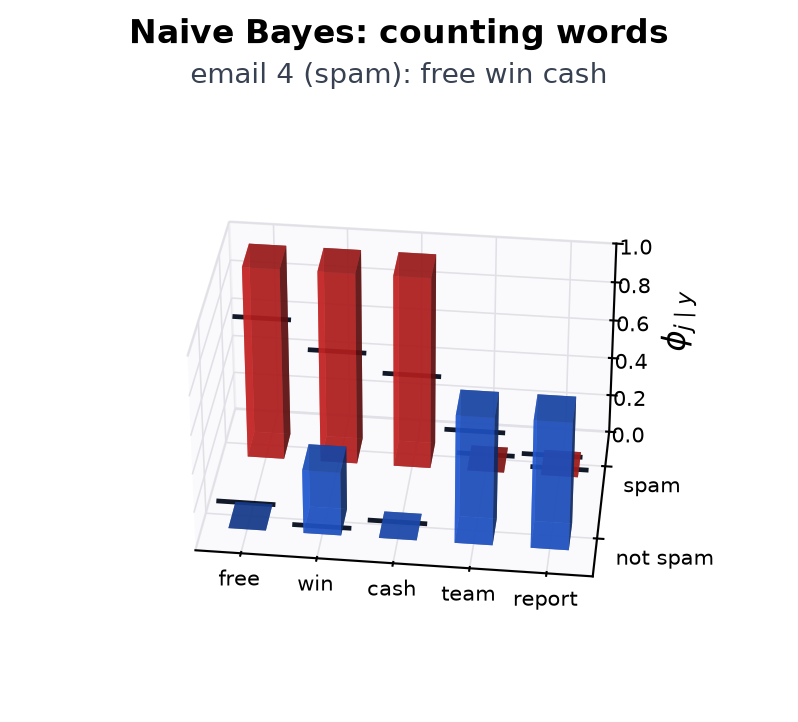 Naive Bayes: counting words
email 4 (spam): free win cash
1.0
0.8
0.6
0.4
0.2
0.0
ϕ_{j | y}
spam
not spam
free
win
cash
team
report